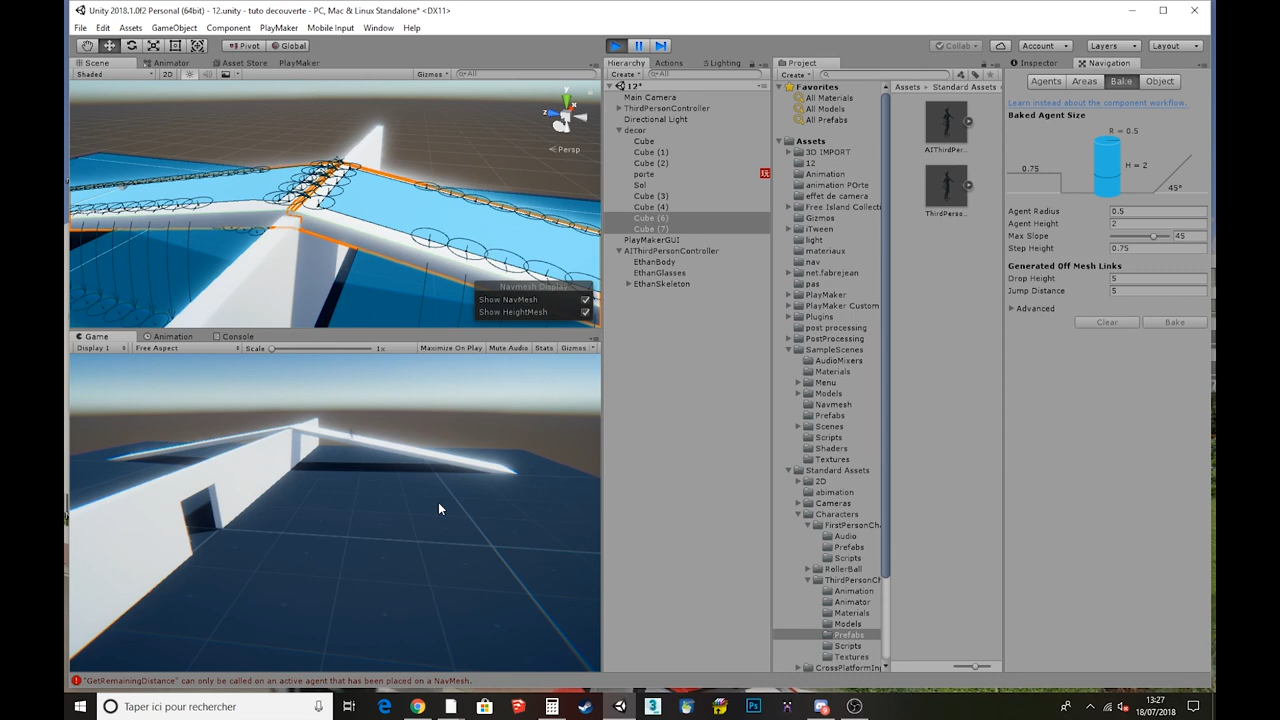 Unity 2018.1.0f2 Personal (64bit) - 12.unity - tuto decouverte - PC, Mac & Linux Standalone* <DX11>
File Edit Assets GameObject Component PlayMaker Mobile Input Window Help
Pivot Global Collab Account Layers Layout
Scene Animator Asset Store PlayMaker
Shaded 2D Gizmos All
y x z
Persp
Navmesh Display
Show NavMesh
Show HeightMesh
Game Animation Console
Display 1 Free Aspect Scale 1x Maximize On Play Mute Audio Stats Gizmos
Hierarchy Actions Lighting
Create All
12*
Main Camera
ThirdPersonController
Directional Light
decor
Cube
Cube (1)
Cube (2)
porte
Sol
Cube (3)
Cube (4)
Cube (6)
Cube (7)
PlayMakerGUI
AIThirdPersonController
EthanBody
EthanGlasses
EthanSkeleton
Project
Create
Favorites
All Materials
All Models
All Prefabs
Assets
3D IMPORT
12
Animation
animation POrte
effet de camera
Free Island Collecti
Gizmos
iTween
light
materiaux
nav
net.fabrejean
pas
PlayMaker
PlayMaker Custom
Plugins
post processing
PostProcessing
SampleScenes
AudioMixers
Materials
Menu
Models
Navmesh
Prefabs
Scenes
Scripts
Shaders
Textures
Standard Assets
2D
abimation
Cameras
Characters
FirstPersonCha
Audio
Prefabs
Scripts
RollerBall
ThirdPersonCh
Animation
Animator
Materials
Models
Prefabs
Scripts
Textures
CrossPlatformInp
Assets Standard Assets
AIThirdPer...
ThirdPerso...
Inspector Navigation
Agents Areas Bake Object
Learn instead about the component workflow.
Baked Agent Size
R = 0.5
0.75
H = 2
45°
Agent Radius 0.5
Agent Height 2
Max Slope 45
Step Height 0.75
Generated Off Mesh Links
Drop Height 5
Jump Distance 5
Advanced
Clear Bake
"GetRemainingDistance" can only be called on an active agent that has been placed on a NavMesh.
Taper ici pour rechercher
13:27
18/07/2018